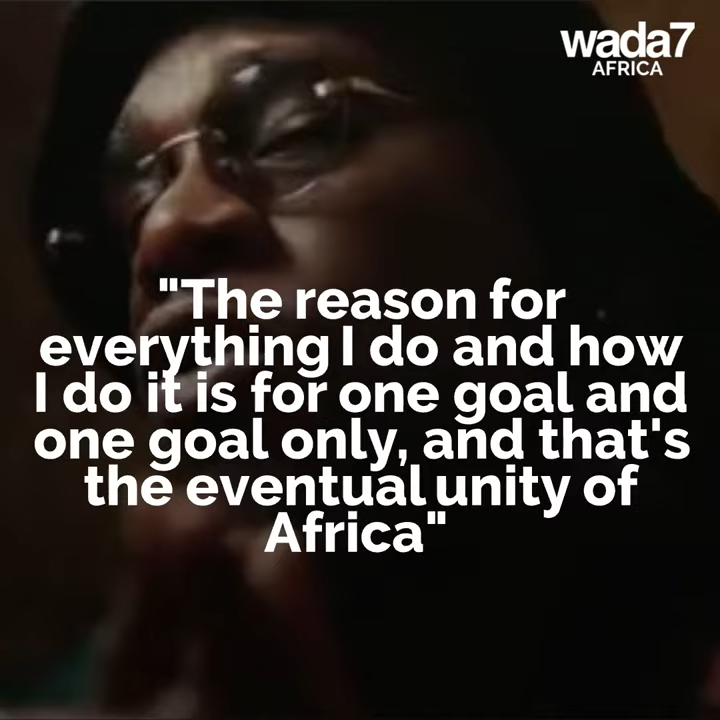 wada7
AFRICA
"The reason for
everything I do and how
I do it is for one goal and
one goal only, and that's
the eventual unity of
Africa"